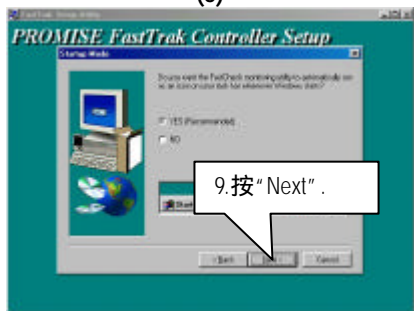 PROMISE FastTrak Controller Setup
Startup Mode
Do you want the FastCheck monitoring utility to automatically run
as an icon on your task bar whenever Windows starts?
YES (Recommended)
NO
9.按“Next”.
Start
< Back
Cancel